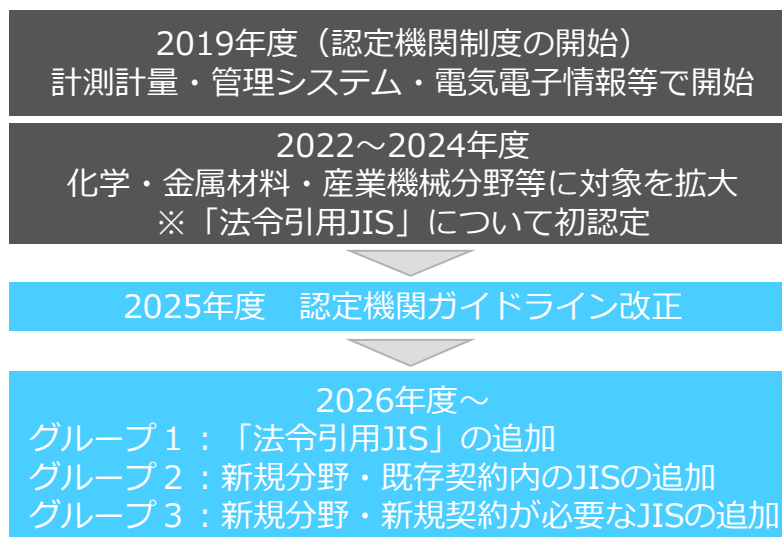 2019年度（認定機関制度の開始）
計測計量・管理システム・電気電子情報等で開始
2022～2024年度
化学・金属材料・産業機械分野等に対象を拡大
※「法令引用JIS」について初認定
2025年度　認定機関ガイドライン改正
2026年度～
グループ１：「法令引用JIS」の追加
グループ２：新規分野・既存契約内のJISの追加
グループ３：新規分野・新規契約が必要なJISの追加